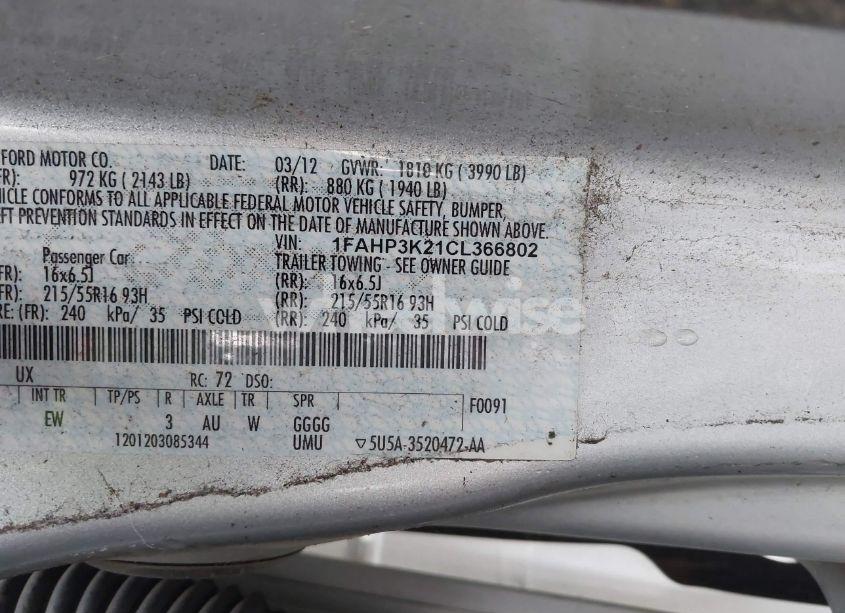 FORD MOTOR CO. DATE: 03/12 GVWR: 1810 KG ( 3990 LB)
FR): 972 KG ( 2143 LB) (RR): 880 KG ( 1940 LB)
HICLE CONFORMS TO ALL APPLICABLE FEDERAL MOTOR VEHICLE SAFETY, BUMPER,
FT PREVENTION STANDARDS IN EFFECT ON THE DATE OF MANUFACTURE SHOWN ABOVE.
VIN: 1FAHP3K21CL366802
Passenger Car TRAILER TOWING - SEE OWNER GUIDE
FR): 16x6.5J (RR): 16x6.5J
FR): 215/55R16 93H (RR): 215/55R16 93H
RE: (FR): 240 kPa/ 35 PSI COLD (RR): 240 kPa/ 35 PSI COLD
UX RC: 72 DSO:
INT TR TP/PS R AXLE TR SPR F0091
EW 3 AU W GGGG
1201203085344 UMU ▽5U5A-3520472-AA